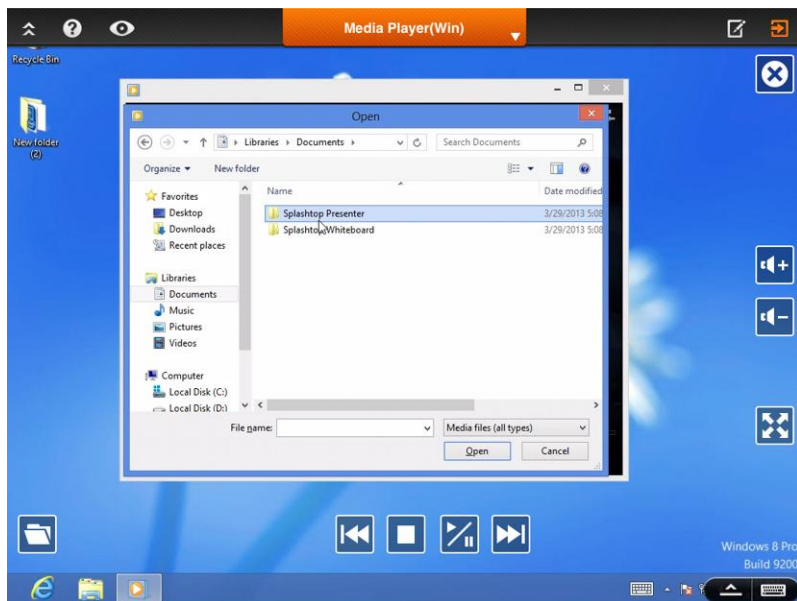 Media Player(Win)
Recycle Bin
New folder
(2)
Open
Libraries Documents
Search Documents
Organize
New folder
Name
Date modified
Favorites
Desktop
Downloads
Recent places
Splashtop Presenter
3/29/2013 5:08
3/29/2013 5:08
Libraries
Documents
Music
Pictures
Videos
Computer
Local Disk (C:)
Local Disk (D:)
File name:
Media files (all types)
Open
Cancel
Windows 8 Pro
Build 9200